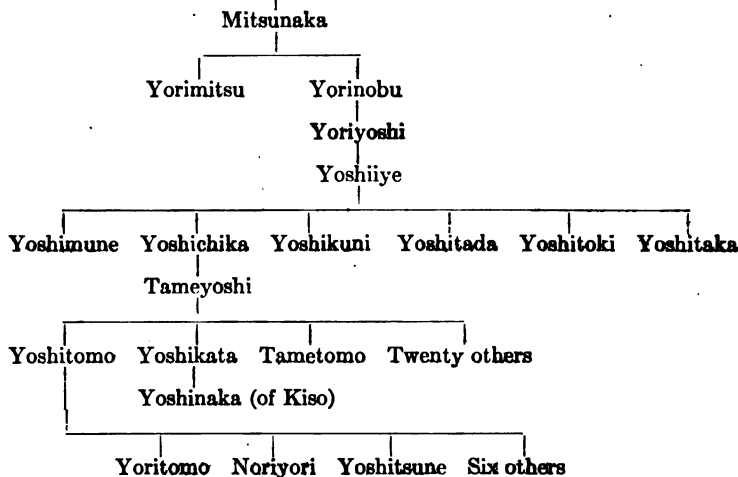 Mitsunaka
Yorimitsu Yorinobu
Yoriyoshi
Yoshiiye
Yoshimune Yoshichika Yoshikuni Yoshitada Yoshitoki Yoshitaka
Tameyoshi
Yoshitomo Yoshikata Tametomo Twenty others
Yoshinaka (of Kiso)
Yoritomo Noriyori Yoshitsune Six others